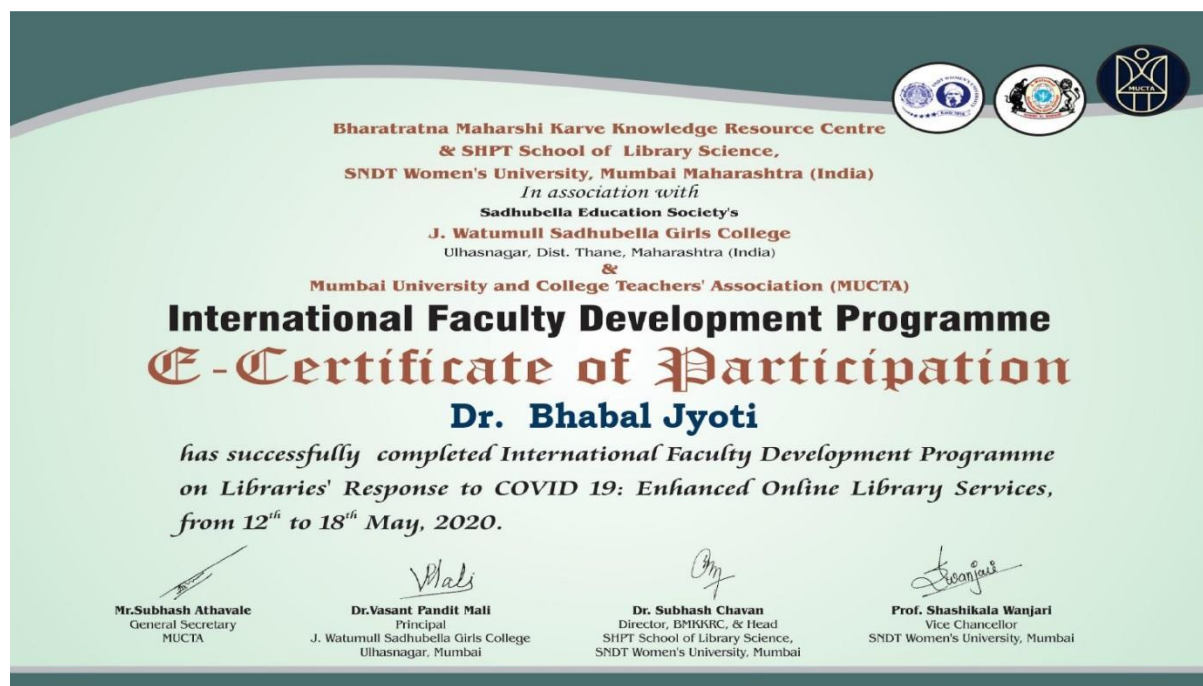 Bharatratna Maharshi Karve Knowledge Resource Centre
& SHPT School of Library Science,
SNDT Women's University, Mumbai Maharashtra (India)
In association with
Sadhubella Education Society's
J. Watumull Sadhubella Girls College
Ulhasnagar, Dist. Thane, Maharashtra (India)
&
Mumbai University and College Teachers' Association (MUCTA)
MUCTA
International Faculty Development Programme
E-Certificate of Participation
Dr. Bhabal Jyoti
has successfully completed International Faculty Development Programme
on Libraries' Response to COVID 19: Enhanced Online Library Services,
from 12th to 18th May, 2020.
Mr.Subhash Athavale
General Secretary
MUCTA
Dr.Vasant Pandit Mali
Principal
J. Watumull Sadhubella Girls College
Ulhasnagar, Mumbai
Dr. Subhash Chavan
Director, BMKKRC, & Head
SHPT School of Library Science,
SNDT Women's University, Mumbai
Prof. Shashikala Wanjari
Vice Chancellor
SNDT Women's University, Mumbai